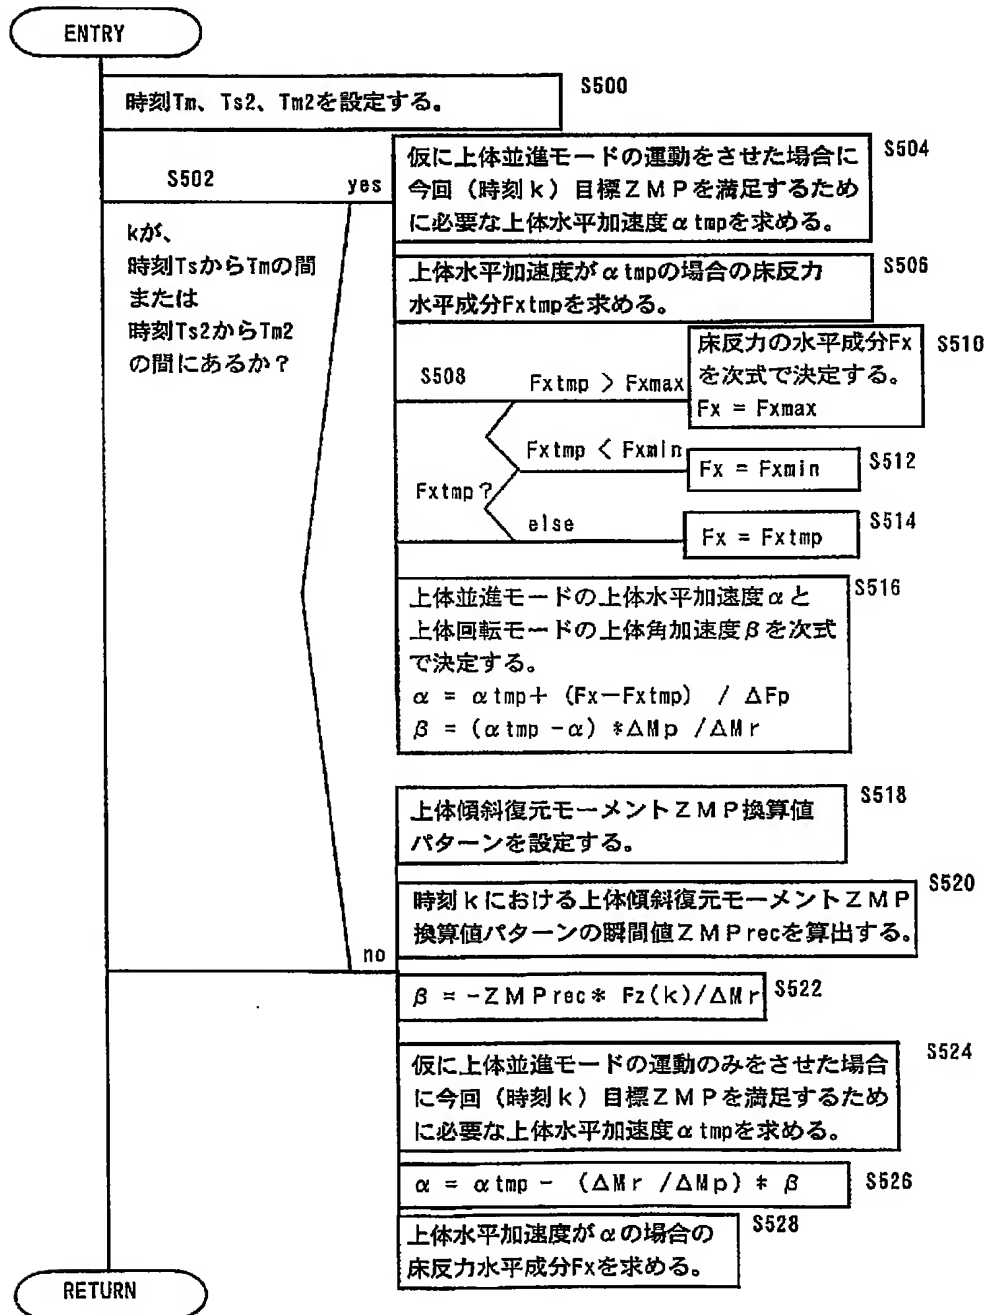 ENTRY
時刻Tm、Ts2、Tm2を設定する。
S500
S502
yes
kが、
時刻TsからTmの間
または
時刻Ts2からTm2
の間にあるか？
仮に上体並進モードの運動をさせた場合に
今回（時刻k）目標ZMPを満足するため
に必要な上体水平加速度αtmpを求める。
S504
上体水平加速度がαtmpの場合の床反力
水平成分Fxtmpを求める。
S506
S508
Fxtmp?
Fxtmp > Fxmax
床反力の水平成分Fx
を次式で決定する。
Fx = Fxmax
S510
Fxtmp < Fxmin
Fx = Fxmin
S512
else
Fx = Fxtmp
S514
上体並進モードの上体水平加速度αと
上体回転モードの上体角加速度βを次式
で決定する。
α = αtmp+ (Fx−Fxtmp) / ΔFp
β = (αtmp -α) *ΔMp /ΔMr
S516
上体傾斜復元モーメントZMP換算値
パターンを設定する。
S518
時刻kにおける上体傾斜復元モーメントZMP
換算値パターンの瞬間値ZMPrecを算出する。
S520
no
β = -ZMPrec* Fz(k)/ΔMr
S522
仮に上体並進モードの運動のみをさせた場合
に今回（時刻k）目標ZMPを満足するため
に必要な上体水平加速度αtmpを求める。
S524
α = αtmp - (ΔMr /ΔMp) * β
S526
上体水平加速度がαの場合の
床反力水平成分Fxを求める。
S528
RETURN